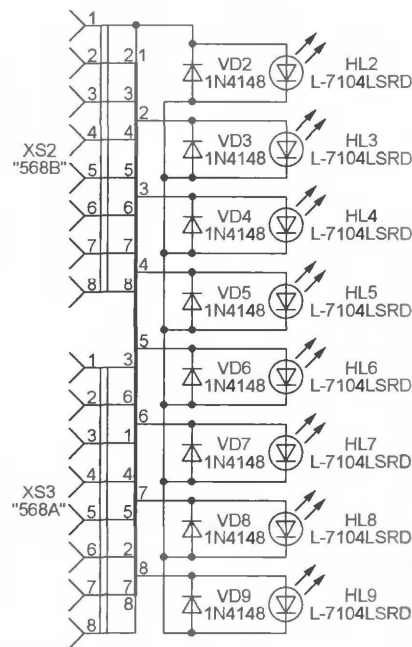 1
2 2 1
3 3
4 4 2
XS2
"568B"
5 5
6 6 3
7 7
8 8 4
1 3 5
2 6
3 1 6
4 4
XS3
"568A"
5 5 7
6 2
7 7 8
8 8
VD2 HL2
1N4148 L-7104LSRD
VD3 HL3
1N4148 L-7104LSRD
VD4 HL4
1N4148 L-7104LSRD
VD5 HL5
1N4148 L-7104LSRD
VD6 HL6
1N4148 L-7104LSRD
VD7 HL7
1N4148 L-7104LSRD
VD8 HL8
1N4148 L-7104LSRD
VD9 HL9
1N4148 L-7104LSRD